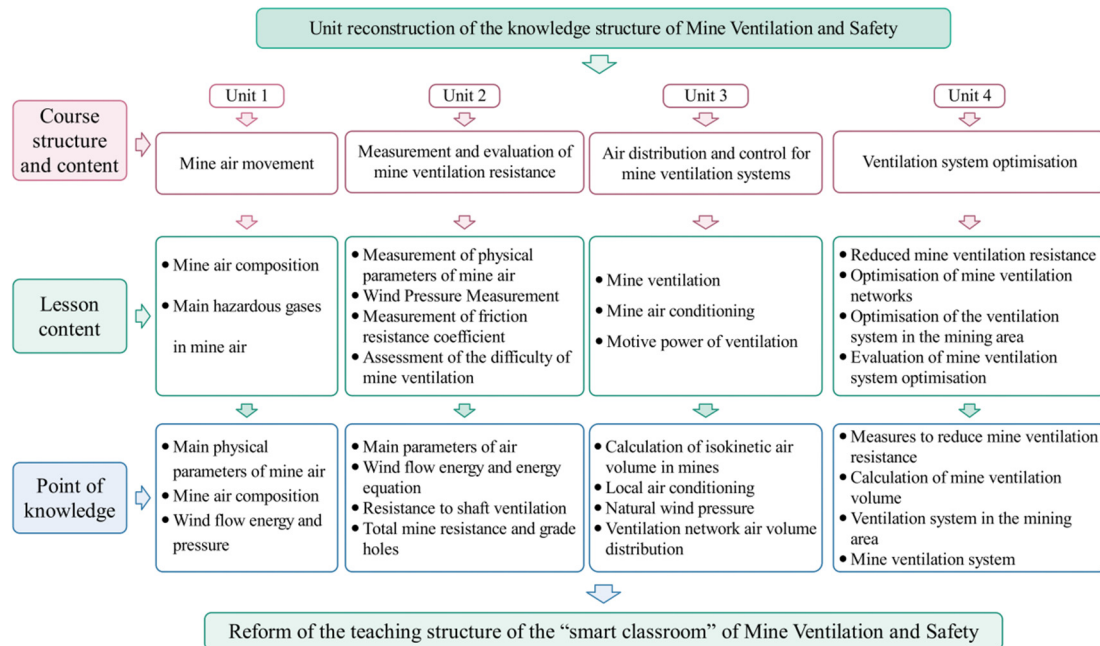 Unit reconstruction of the knowledge structure of Mine Ventilation and Safety
Unit 1
Unit 2
Unit 3
Unit 4
Course
structure
and content
Mine air movement
Measurement and evaluation of
mine ventilation resistance
Air distribution and control for
mine ventilation systems
Ventilation system optimisation
Lesson
content
• Mine air composition
• Main hazardous gases
in mine air
• Measurement of physical
parameters of mine air
• Wind Pressure Measurement
• Measurement of friction
resistance coefficient
• Assessment of the difficulty of
mine ventilation
• Mine ventilation
• Mine air conditioning
• Motive power of ventilation
• Reduced mine ventilation resistance
• Optimisation of mine ventilation
networks
• Optimisation of the ventilation
system in the mining area
• Evaluation of mine ventilation
system optimisation
Point of
knowledge
• Main physical
parameters of mine air
• Mine air composition
• Wind flow energy and
pressure
• Main parameters of air
• Wind flow energy and energy
equation
• Resistance to shaft ventilation
• Total mine resistance and grade
holes
• Calculation of isokinetic air
volume in mines
• Local air conditioning
• Natural wind pressure
• Ventilation network air volume
distribution
• Measures to reduce mine ventilation
resistance
• Calculation of mine ventilation
volume
• Ventilation system in the mining
area
• Mine ventilation system
Reform of the teaching structure of the “smart classroom” of Mine Ventilation and Safety